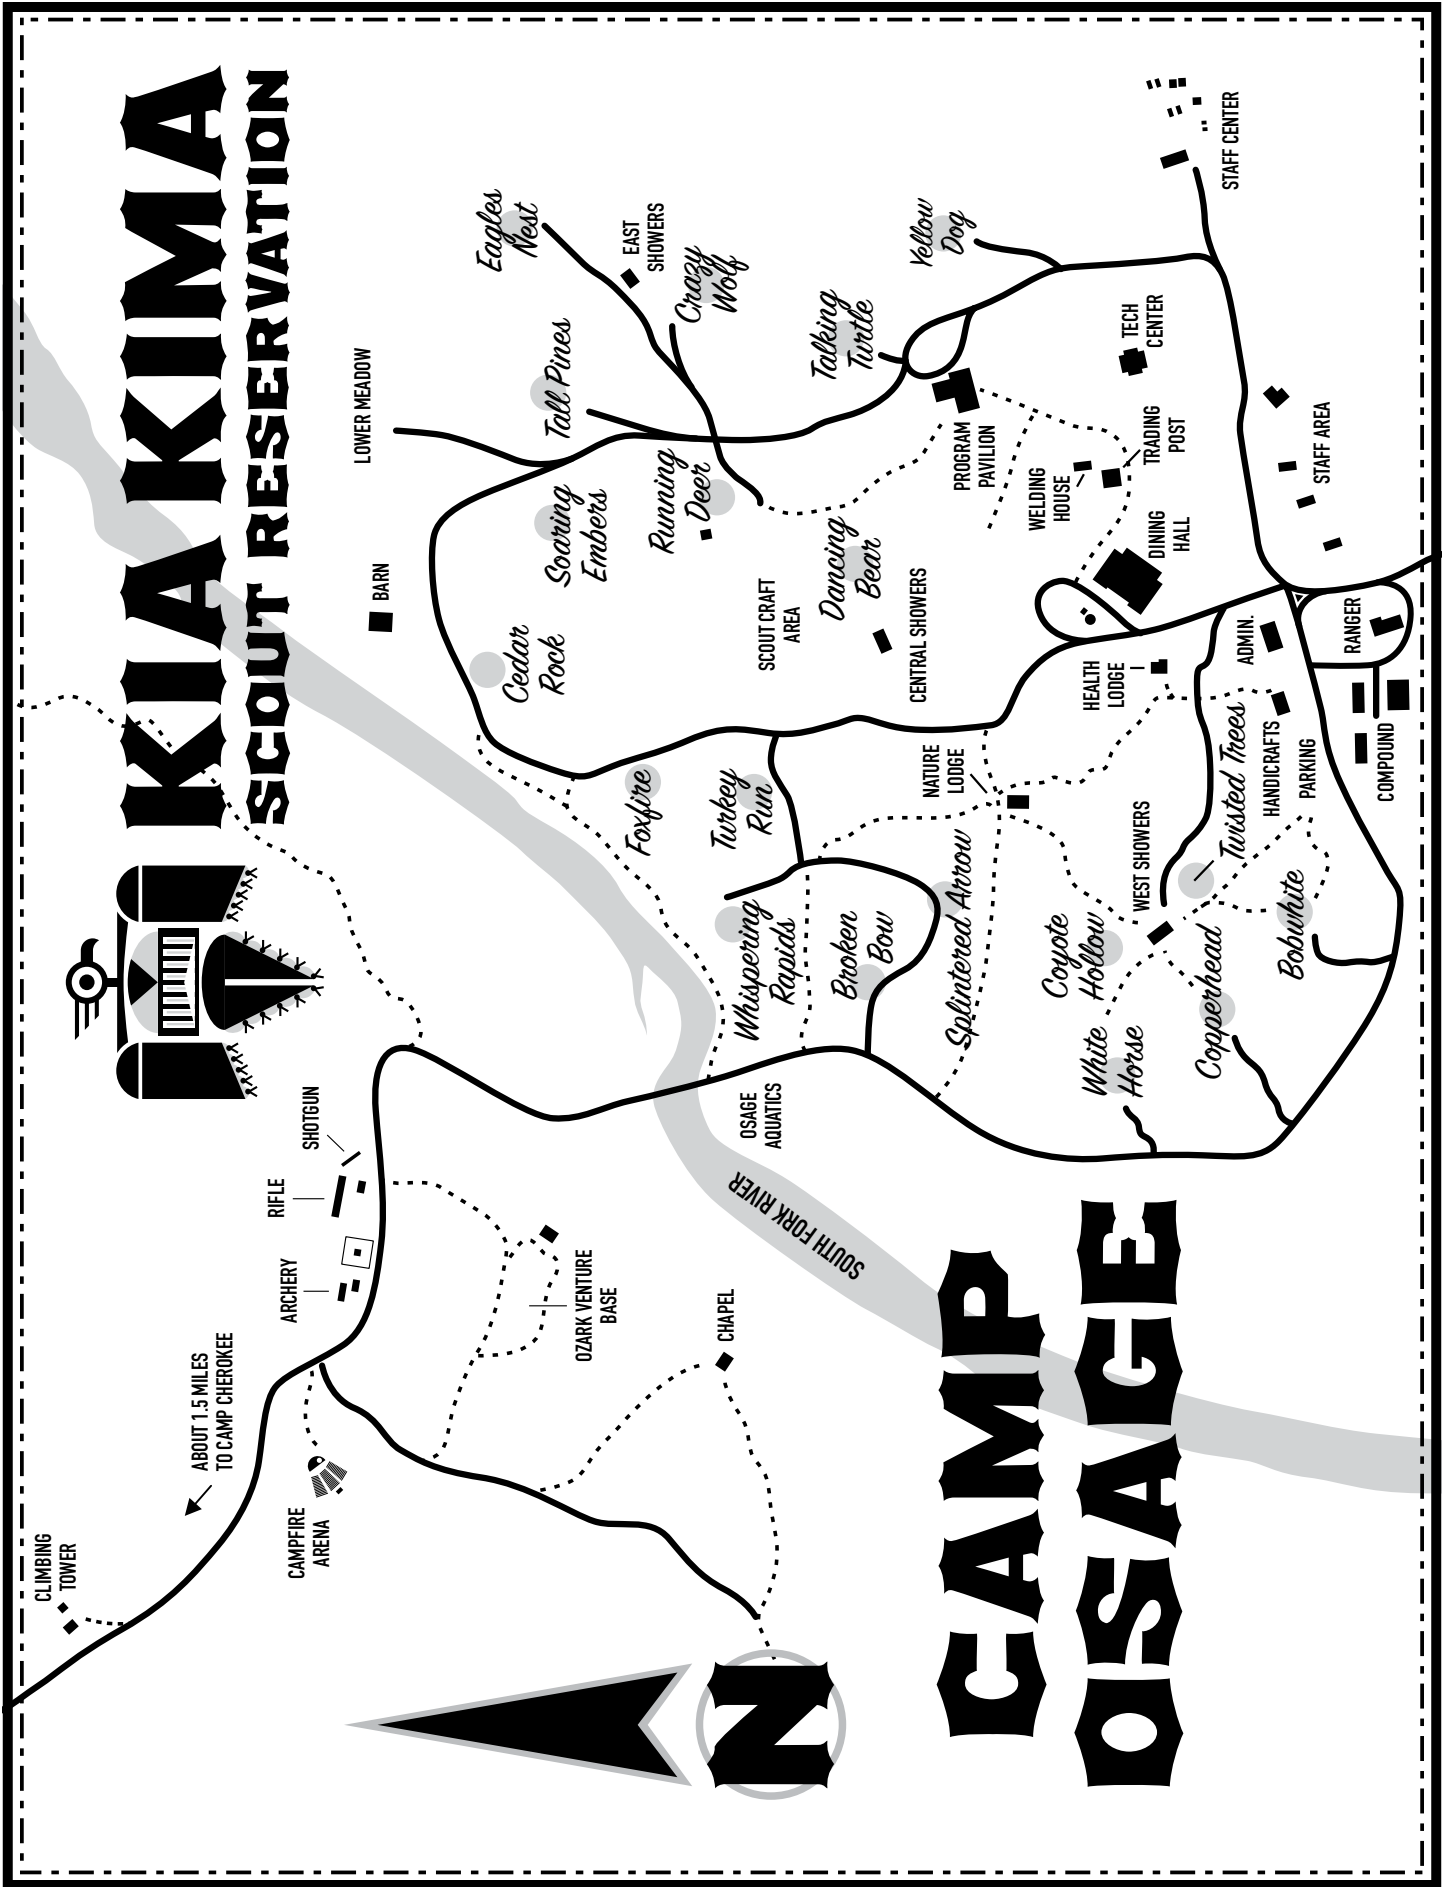 KIA KIMA
SCOUT RESERVATION
LOWER MEADOW
BARN
Eagles
Nest
EAST
SHOWERS
Crazy
Wolf
Tall Pines
Soaring
Embers
Running
Deer
Cedar
Rock
Talking
Turtle
Yellow
Dog
STAFF CENTER
TECH
CENTER
PROGRAM
PAVILION
TRADING
POST
WELDING
HOUSE
DINING
HALL
STAFF AREA
Dancing
Bear
SCOUT CRAFT
AREA
CENTRAL SHOWERS
HEALTH
LODGE
ADMIN.
RANGER
COMPOUND
HANDICRAFTS
PARKING
Twisted Trees
NATURE
LODGE
WEST SHOWERS
Foxfire
Turkey
Run
Whispering
Rapids
Broken
Bow
Splintered Arrow
Coyote
Hollow
White
Horse
Copperhead
Bobwhite
OSAGE
AQUATICS
SOUTH FORK RIVER
SHOTGUN
RIFLE
ARCHERY
OZARK VENTURE
BASE
CHAPEL
ABOUT 1.5 MILES
TO CAMP CHEROKEE
CAMPFIRE
ARENA
CLIMBING
TOWER
N
CAMP
OSAGE